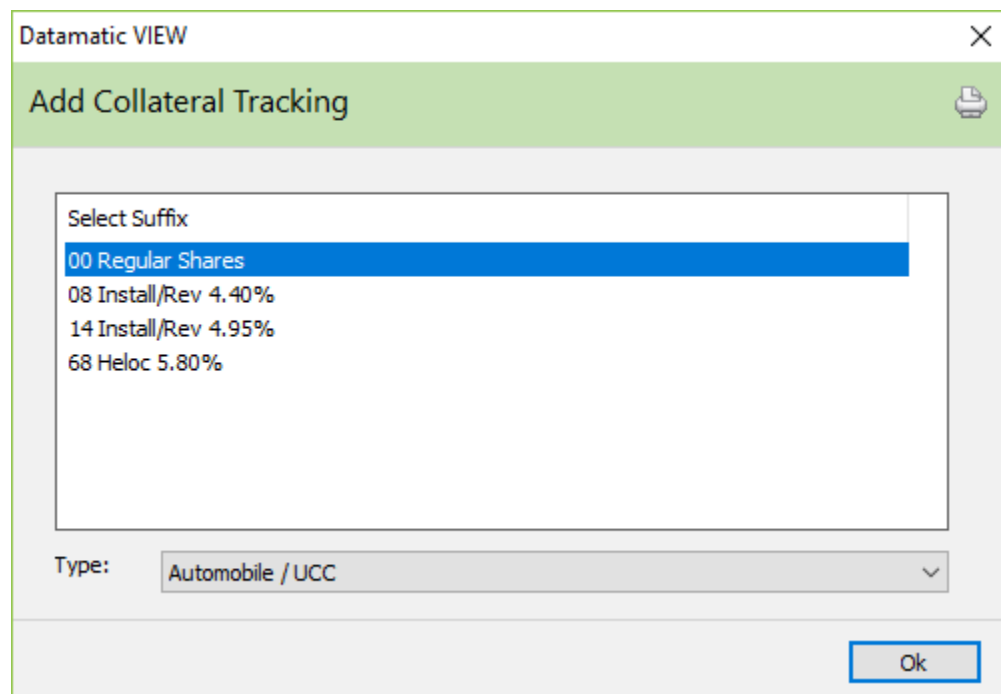 Datamatic VIEW
Add Collateral Tracking
Select Suffix
00 Regular Shares
08 Install/Rev 4.40%
14 Install/Rev 4.95%
68 Heloc 5.80%
Type: Automobile / UCC
Ok